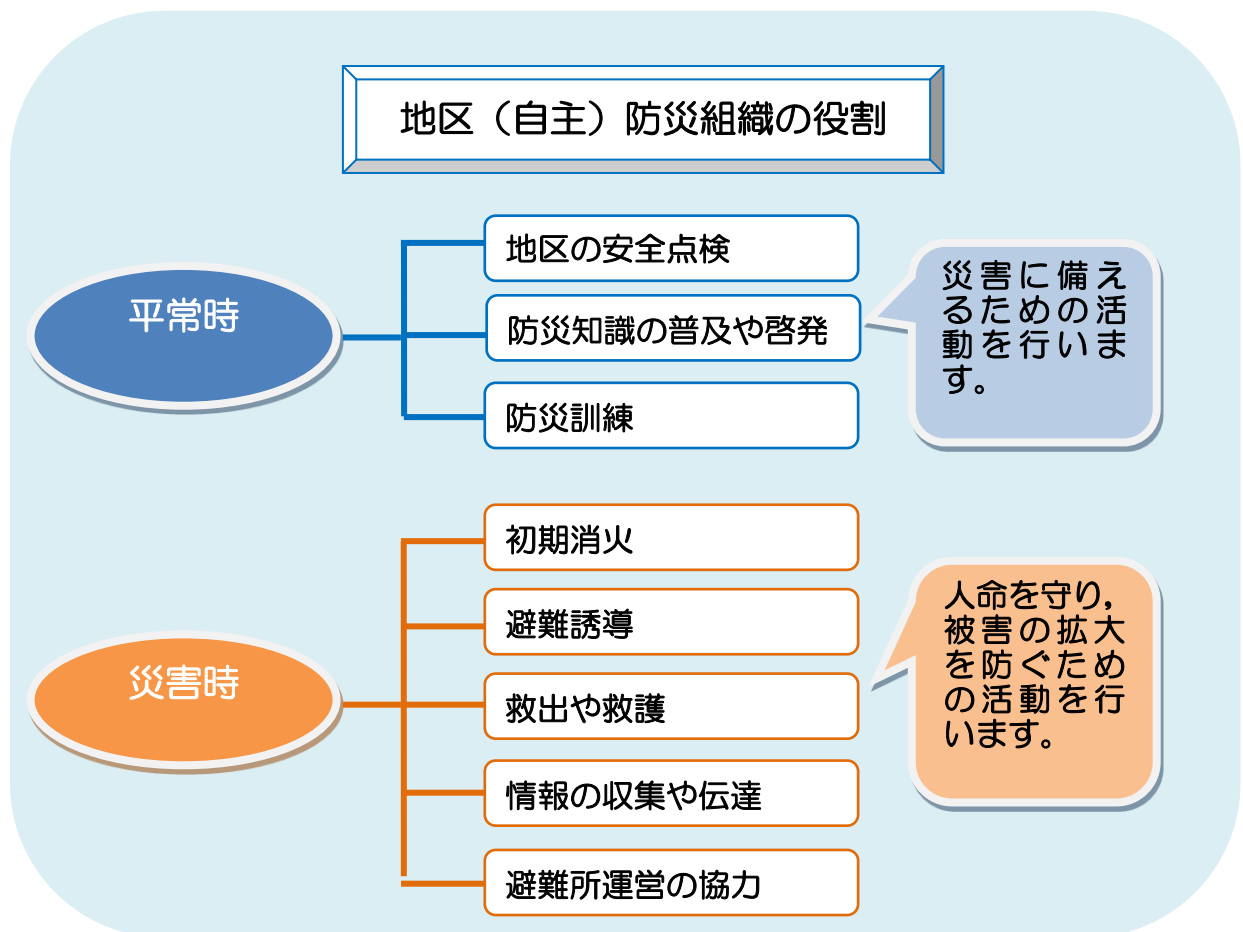 地区（自主）防災組織の役割
平常時
地区の安全点検
防災知識の普及や啓発
防災訓練
災害に備え
るための活
動を行いま
す。
災害時
初期消火
避難誘導
救出や救護
情報の収集や伝達
避難所運営の協力
人命を守り，
被害の拡大
を防ぐため
の活動を行
います。